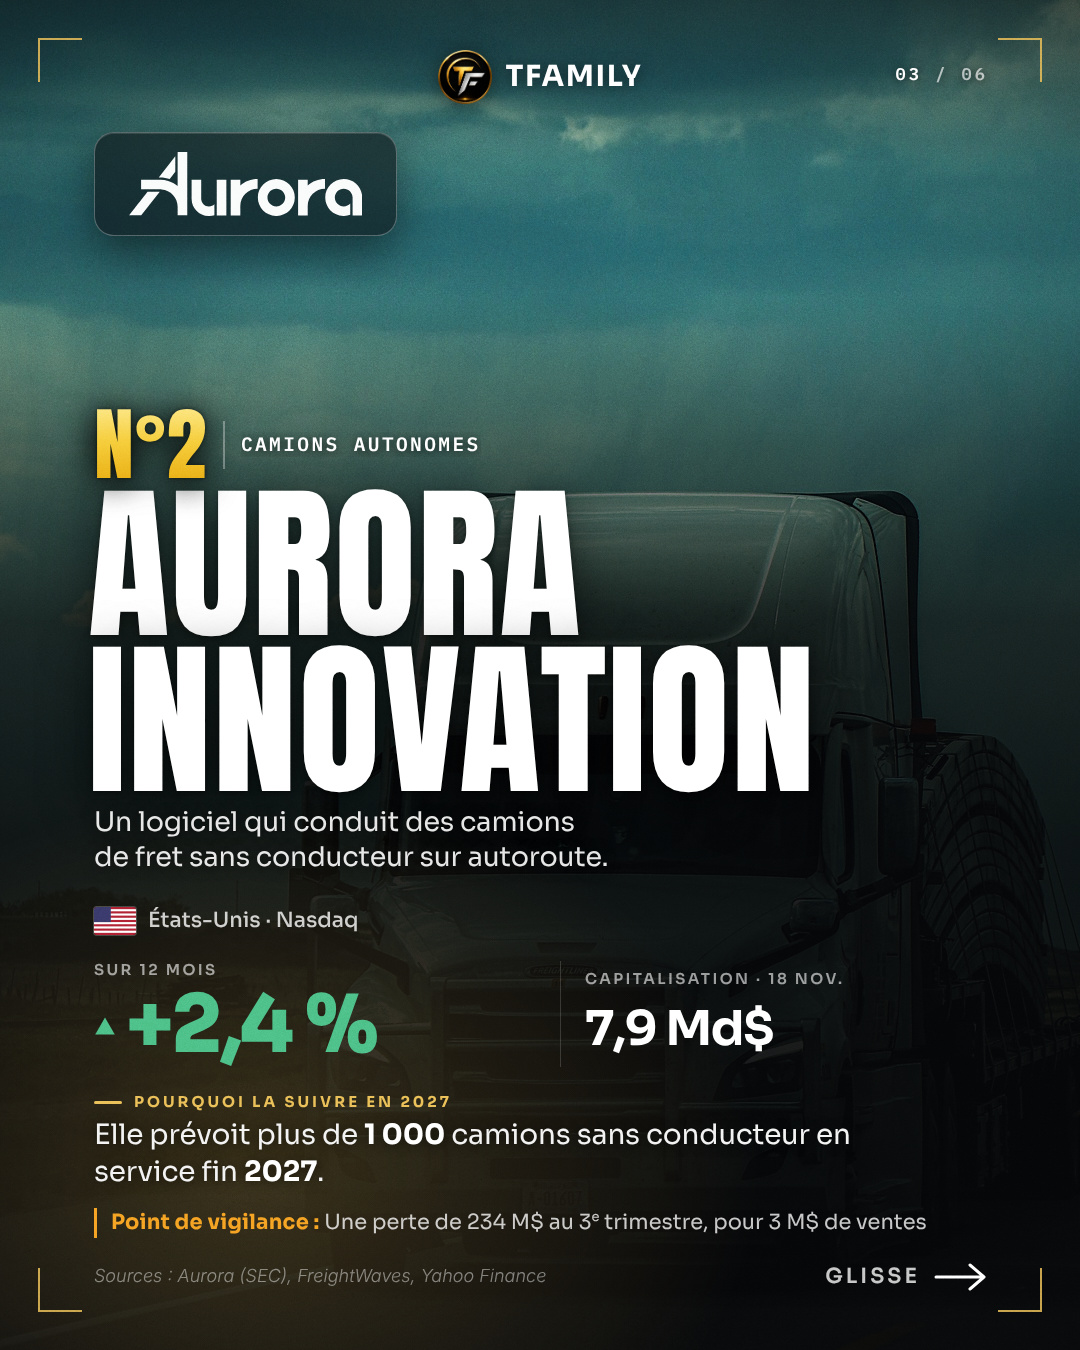 TF TFAMILY
03 / 06
Aurora
N°2 CAMIONS AUTONOMES
AURORA
INNOVATION
Un logiciel qui conduit des camions
de fret sans conducteur sur autoroute.
États-Unis · Nasdaq
SUR 12 MOIS
+2,4 %
CAPITALISATION · 18 NOV.
7,9 Md$
POURQUOI LA SUIVRE EN 2027
Elle prévoit plus de 1 000 camions sans conducteur en
service fin 2027.
Point de vigilance : Une perte de 234 M$ au 3e trimestre, pour 3 M$ de ventes
Sources : Aurora (SEC), FreightWaves, Yahoo Finance
GLISSE